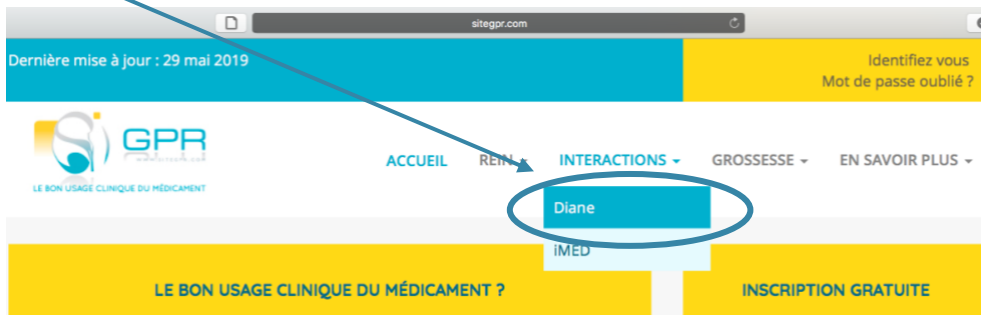 sitegpr.com
Dernière mise à jour : 29 mai 2019
Identifiez vous
Mot de passe oublié ?
GPR
LE BON USAGE CLINIQUE DU MÉDICAMENT
ACCUEIL REIN INTERACTIONS GROSSESSE EN SAVOIR PLUS
Diane
iMED
LE BON USAGE CLINIQUE DU MÉDICAMENT ?
INSCRIPTION GRATUITE